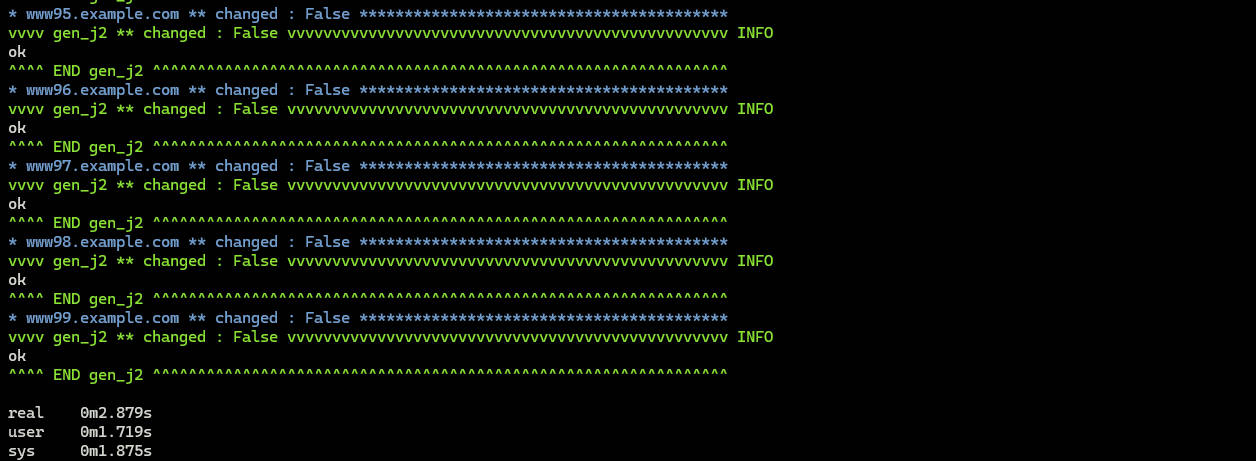 * www95.example.com ** changed : False *****************************************
vvvv gen_j2 ** changed : False vvvvvvvvvvvvvvvvvvvvvvvvvvvvvvvvvvvvvvvvvvvvvvvvv INFO
ok
^^^^ END gen_j2 ^^^^^^^^^^^^^^^^^^^^^^^^^^^^^^^^^^^^^^^^^^^^^^^^^^^^^^^^^^^^^^^^
* www96.example.com ** changed : False *****************************************
vvvv gen_j2 ** changed : False vvvvvvvvvvvvvvvvvvvvvvvvvvvvvvvvvvvvvvvvvvvvvvvvv INFO
ok
^^^^ END gen_j2 ^^^^^^^^^^^^^^^^^^^^^^^^^^^^^^^^^^^^^^^^^^^^^^^^^^^^^^^^^^^^^^^^
* www97.example.com ** changed : False *****************************************
vvvv gen_j2 ** changed : False vvvvvvvvvvvvvvvvvvvvvvvvvvvvvvvvvvvvvvvvvvvvvvvvv INFO
ok
^^^^ END gen_j2 ^^^^^^^^^^^^^^^^^^^^^^^^^^^^^^^^^^^^^^^^^^^^^^^^^^^^^^^^^^^^^^^^
* www98.example.com ** changed : False *****************************************
vvvv gen_j2 ** changed : False vvvvvvvvvvvvvvvvvvvvvvvvvvvvvvvvvvvvvvvvvvvvvvvvv INFO
ok
^^^^ END gen_j2 ^^^^^^^^^^^^^^^^^^^^^^^^^^^^^^^^^^^^^^^^^^^^^^^^^^^^^^^^^^^^^^^^
* www99.example.com ** changed : False *****************************************
vvvv gen_j2 ** changed : False vvvvvvvvvvvvvvvvvvvvvvvvvvvvvvvvvvvvvvvvvvvvvvvvv INFO
ok
^^^^ END gen_j2 ^^^^^^^^^^^^^^^^^^^^^^^^^^^^^^^^^^^^^^^^^^^^^^^^^^^^^^^^^^^^^^^^
real    0m2.879s
user    0m1.719s
sys     0m1.875s